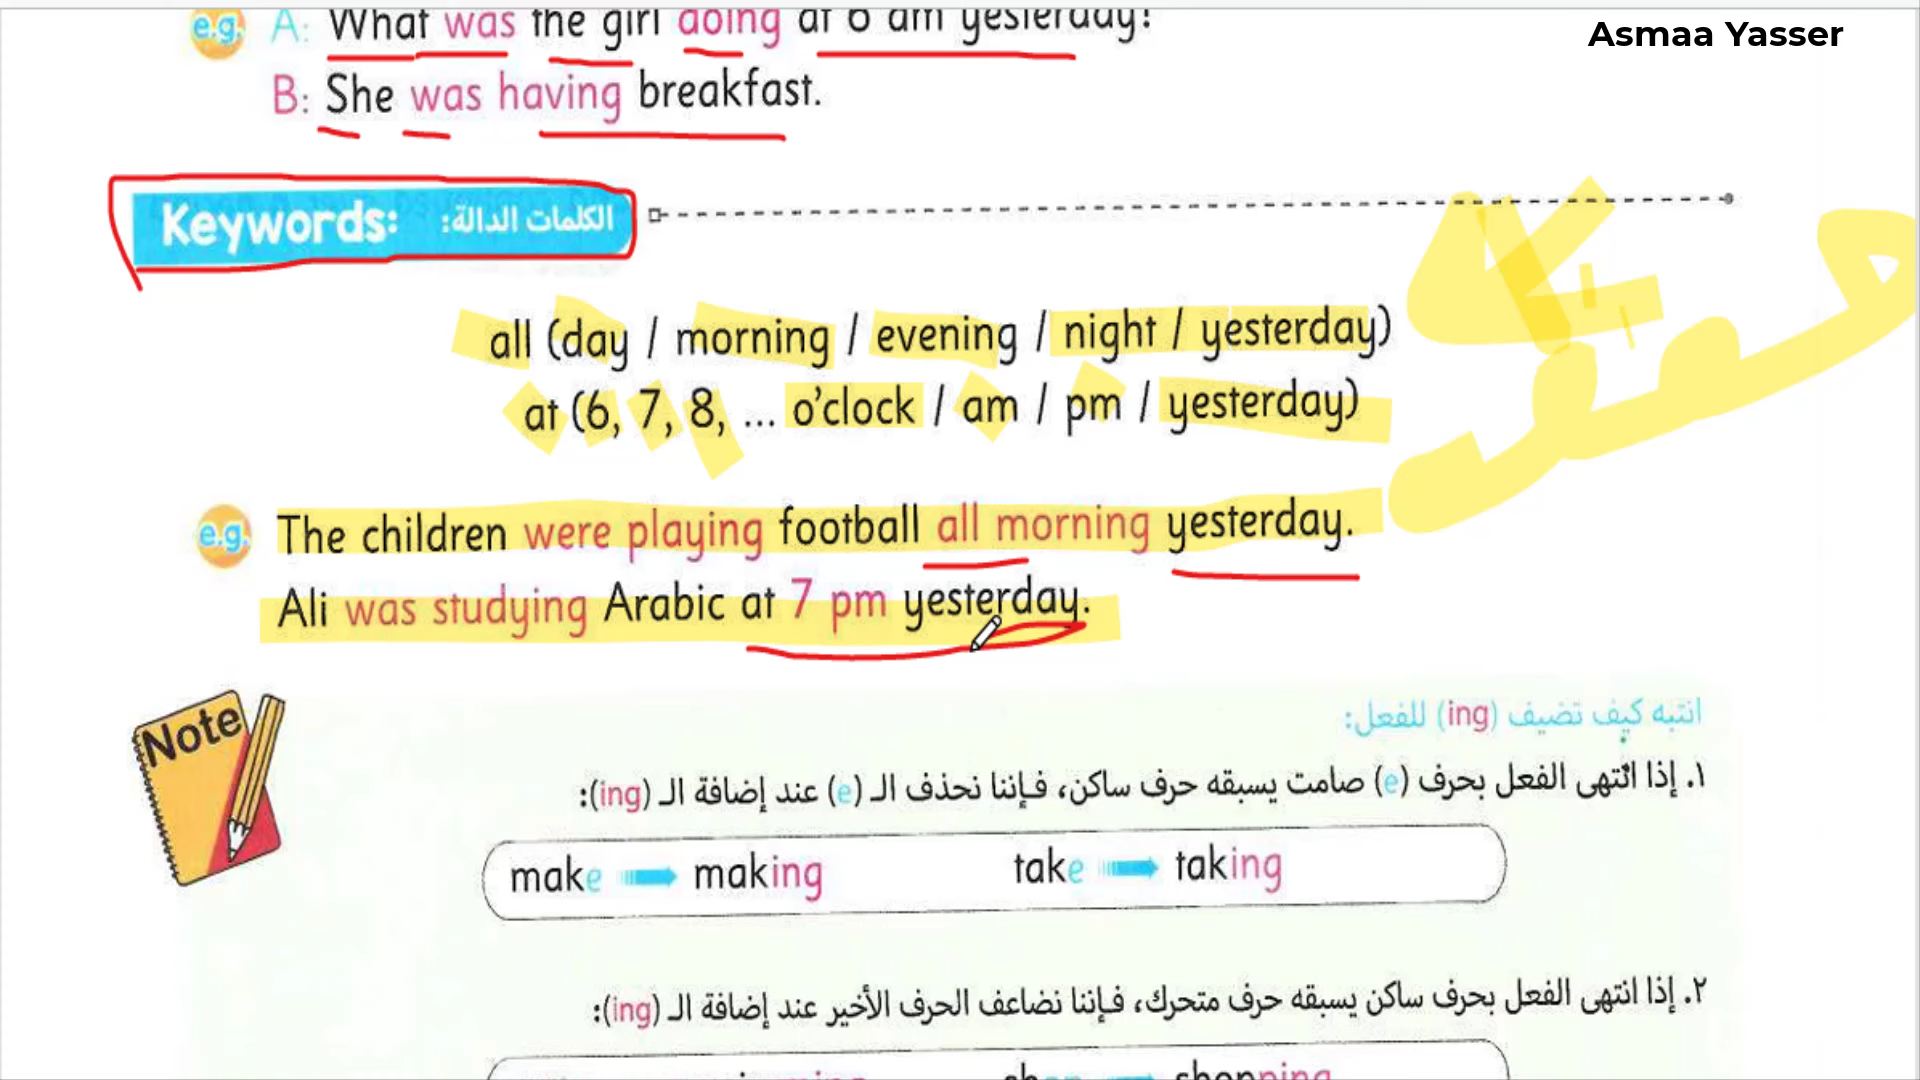 Asmaa Yasser
e.g. A: What was the girl doing at 6 am yesterday?
B: She was having breakfast.
Keywords: الكلمات الدالة:
all (day / morning / evening / night / yesterday)
at (6, 7, 8, ... o'clock / am / pm / yesterday)
e.g. The children were playing football all morning yesterday.
Ali was studying Arabic at 7 pm yesterday.
Note
انتبه كيف تضيف (ing) للفعل:
١. إذا انتهى الفعل بحرف (e) صامت يسبقه حرف ساكن، فإننا نحذف الـ (e) عند إضافة الـ (ing):
make making take taking
٢. إذا انتهى الفعل بحرف ساكن يسبقه حرف متحرك، فإننا نضاعف الحرف الأخير عند إضافة الـ (ing):
shop shopping